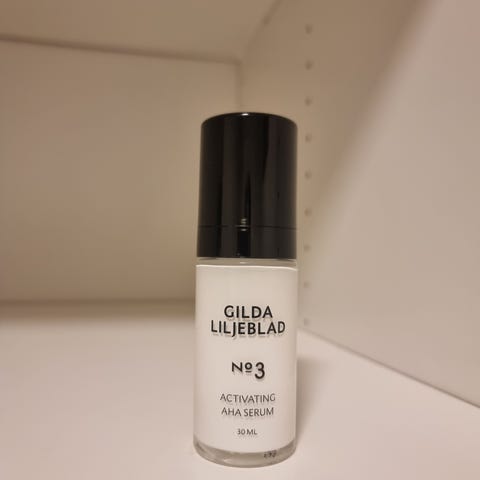 GILDA
LILJEBLAD
Nº3
ACTIVATING
AHA SERUM
30 ML